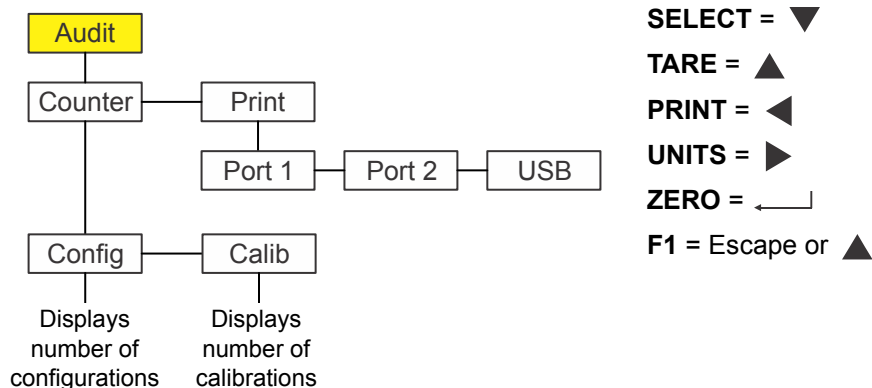 Audit
Counter Print
Port 1 Port 2 USB
Config Calib
Displays
number of
configurations
Displays
number of
calibrations
SELECT = ▼
TARE = ▲
PRINT = ◀
UNITS = ▶
ZERO = ↵
F1 = Escape or ▲